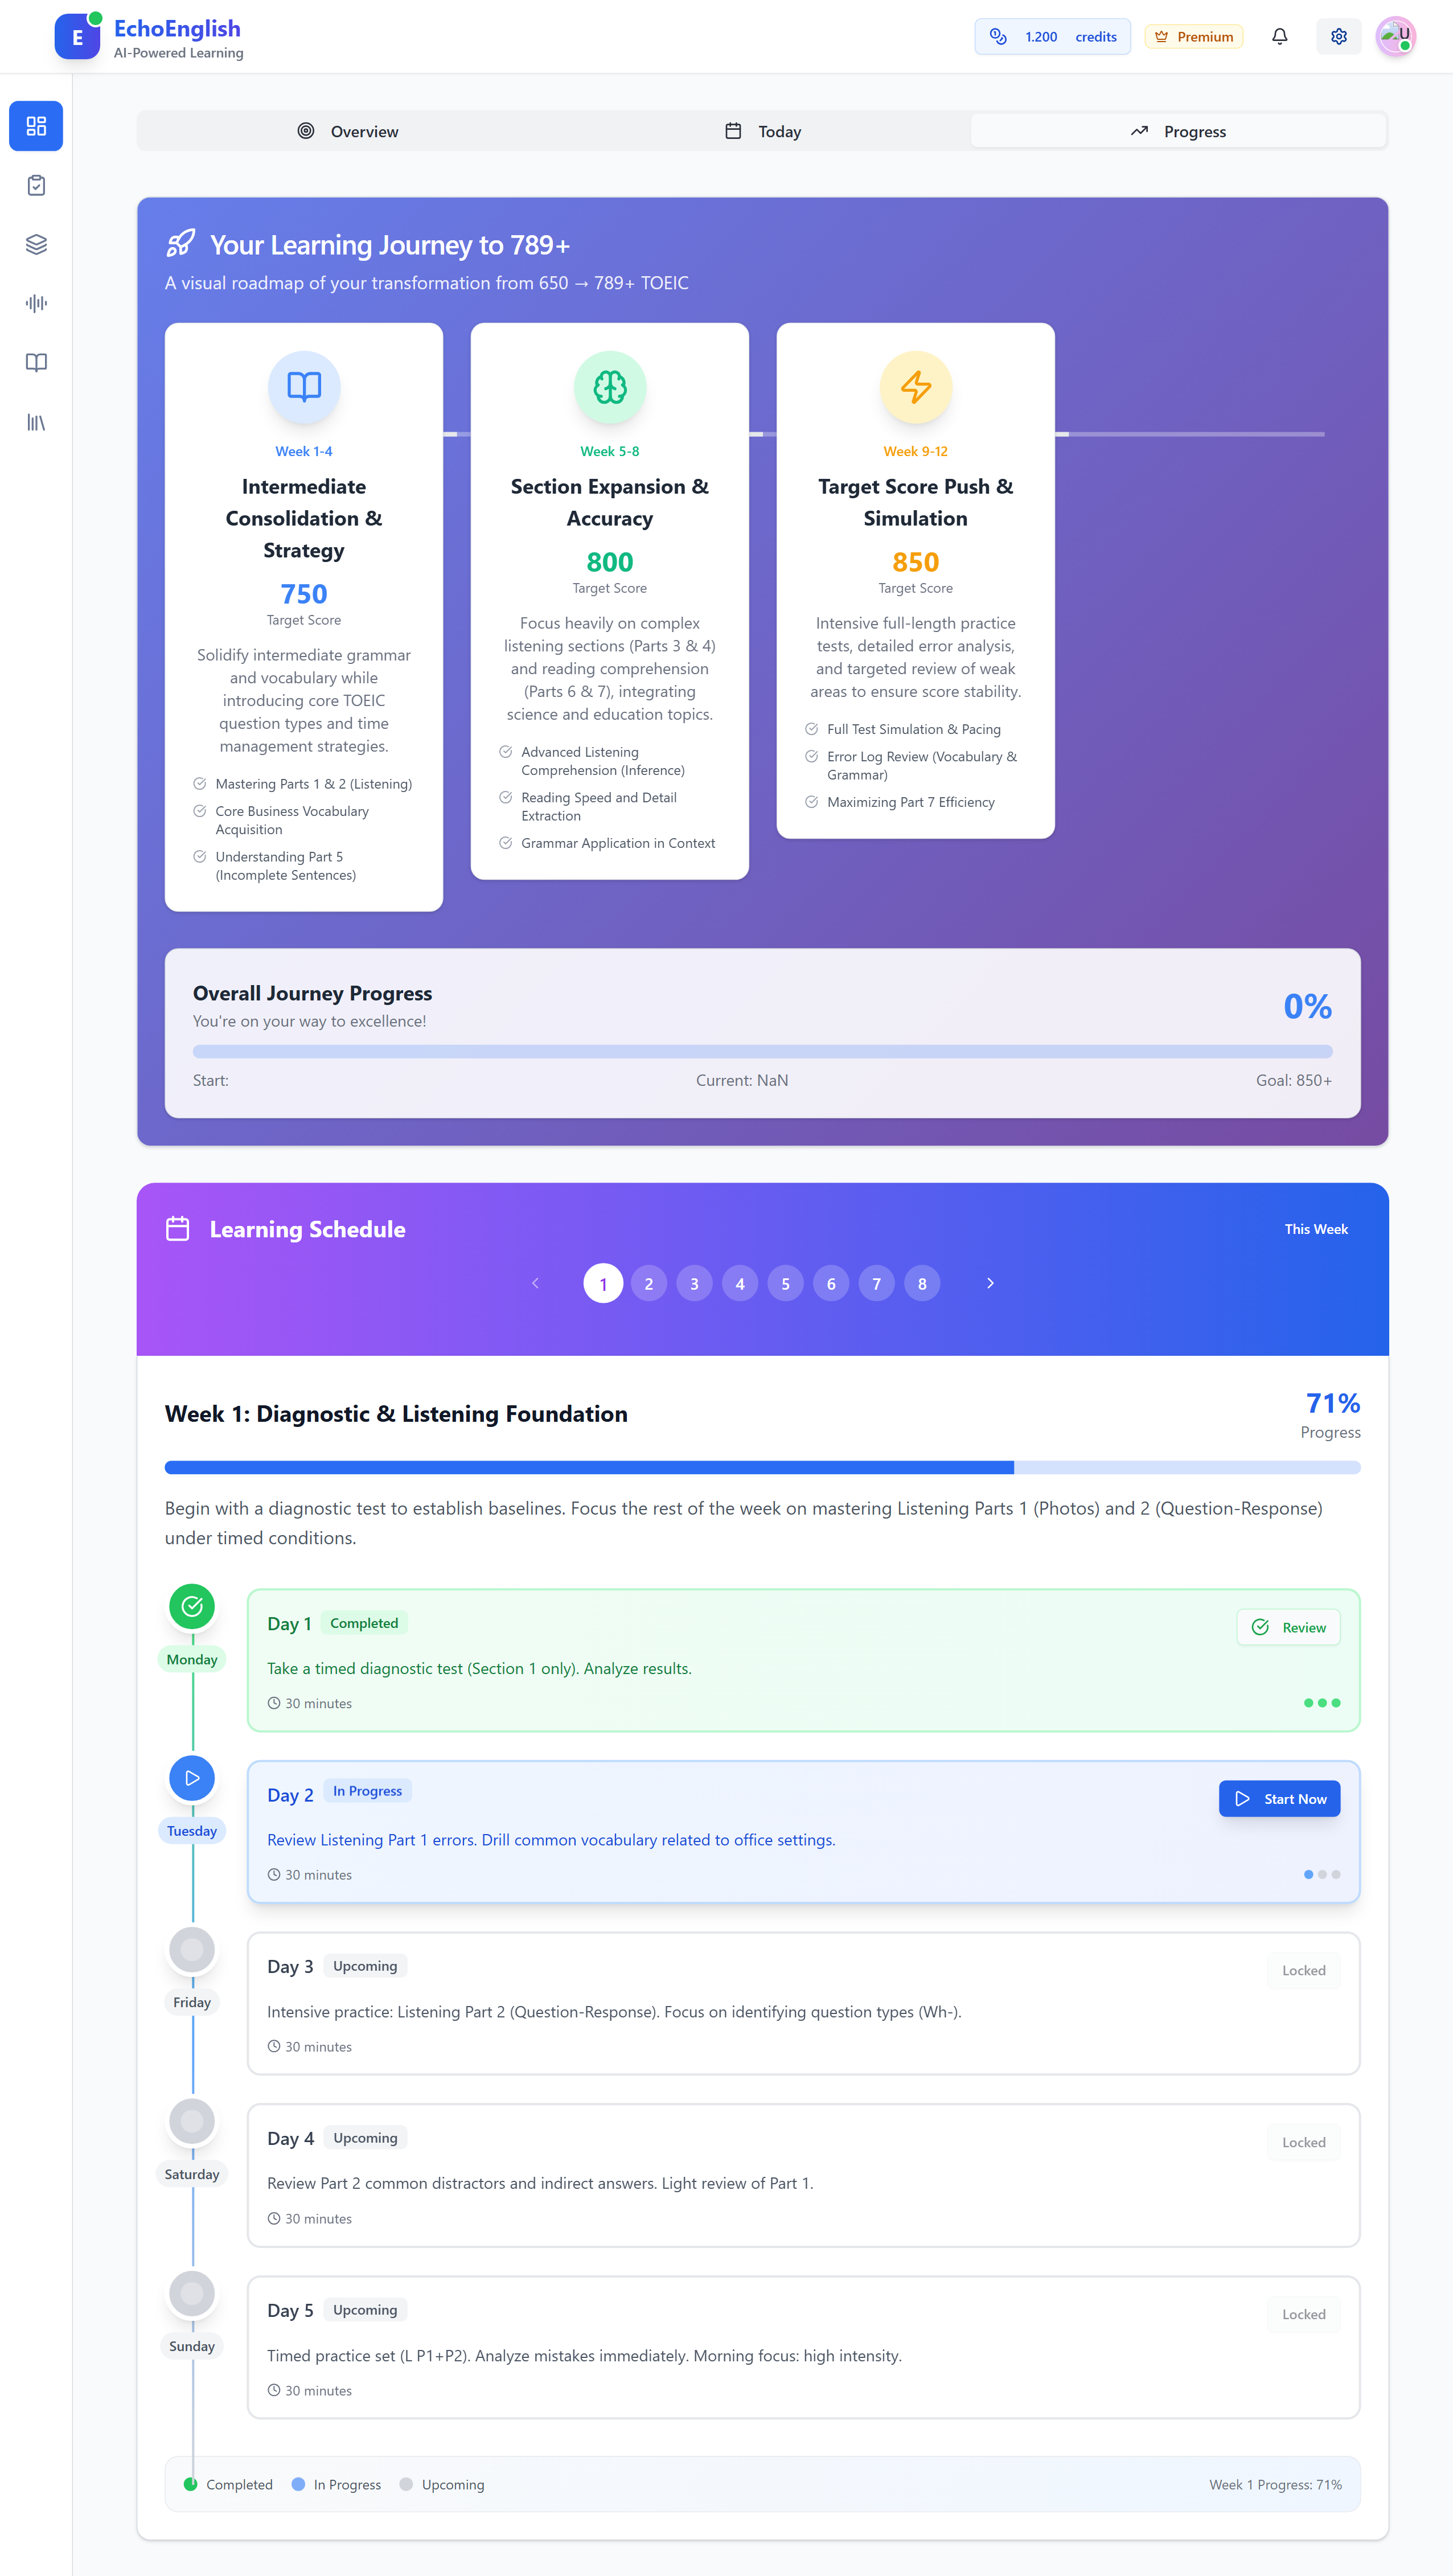 E
EchoEnglish
AI-Powered Learning
1.200 credits
Premium
U
Overview
Today
Progress
Your Learning Journey to 789+
A visual roadmap of your transformation from 650 → 789+ TOEIC
Week 1-4
Intermediate
Consolidation &
Strategy
750
Target Score
Solidify intermediate grammar
and vocabulary while
introducing core TOEIC
question types and time
management strategies.
Mastering Parts 1 & 2 (Listening)
Core Business Vocabulary
Acquisition
Understanding Part 5
(Incomplete Sentences)
Week 5-8
Section Expansion &
Accuracy
800
Target Score
Focus heavily on complex
listening sections (Parts 3 & 4)
and reading comprehension
(Parts 6 & 7), integrating
science and education topics.
Advanced Listening
Comprehension (Inference)
Reading Speed and Detail
Extraction
Grammar Application in Context
Week 9-12
Target Score Push &
Simulation
850
Target Score
Intensive full-length practice
tests, detailed error analysis,
and targeted review of weak
areas to ensure score stability.
Full Test Simulation & Pacing
Error Log Review (Vocabulary &
Grammar)
Maximizing Part 7 Efficiency
Overall Journey Progress
You're on your way to excellence!
0%
Start:
Current: NaN
Goal: 850+
Learning Schedule
This Week
1 2 3 4 5 6 7 8
Week 1: Diagnostic & Listening Foundation
71%
Progress
Begin with a diagnostic test to establish baselines. Focus the rest of the week on mastering Listening Parts 1 (Photos) and 2 (Question-Response)
under timed conditions.
Monday
Day 1 Completed
Review
Take a timed diagnostic test (Section 1 only). Analyze results.
30 minutes
Tuesday
Day 2 In Progress
Start Now
Review Listening Part 1 errors. Drill common vocabulary related to office settings.
30 minutes
Friday
Day 3 Upcoming
Locked
Intensive practice: Listening Part 2 (Question-Response). Focus on identifying question types (Wh-).
30 minutes
Saturday
Day 4 Upcoming
Locked
Review Part 2 common distractors and indirect answers. Light review of Part 1.
30 minutes
Sunday
Day 5 Upcoming
Locked
Timed practice set (L P1+P2). Analyze mistakes immediately. Morning focus: high intensity.
30 minutes
Completed In Progress Upcoming
Week 1 Progress: 71%